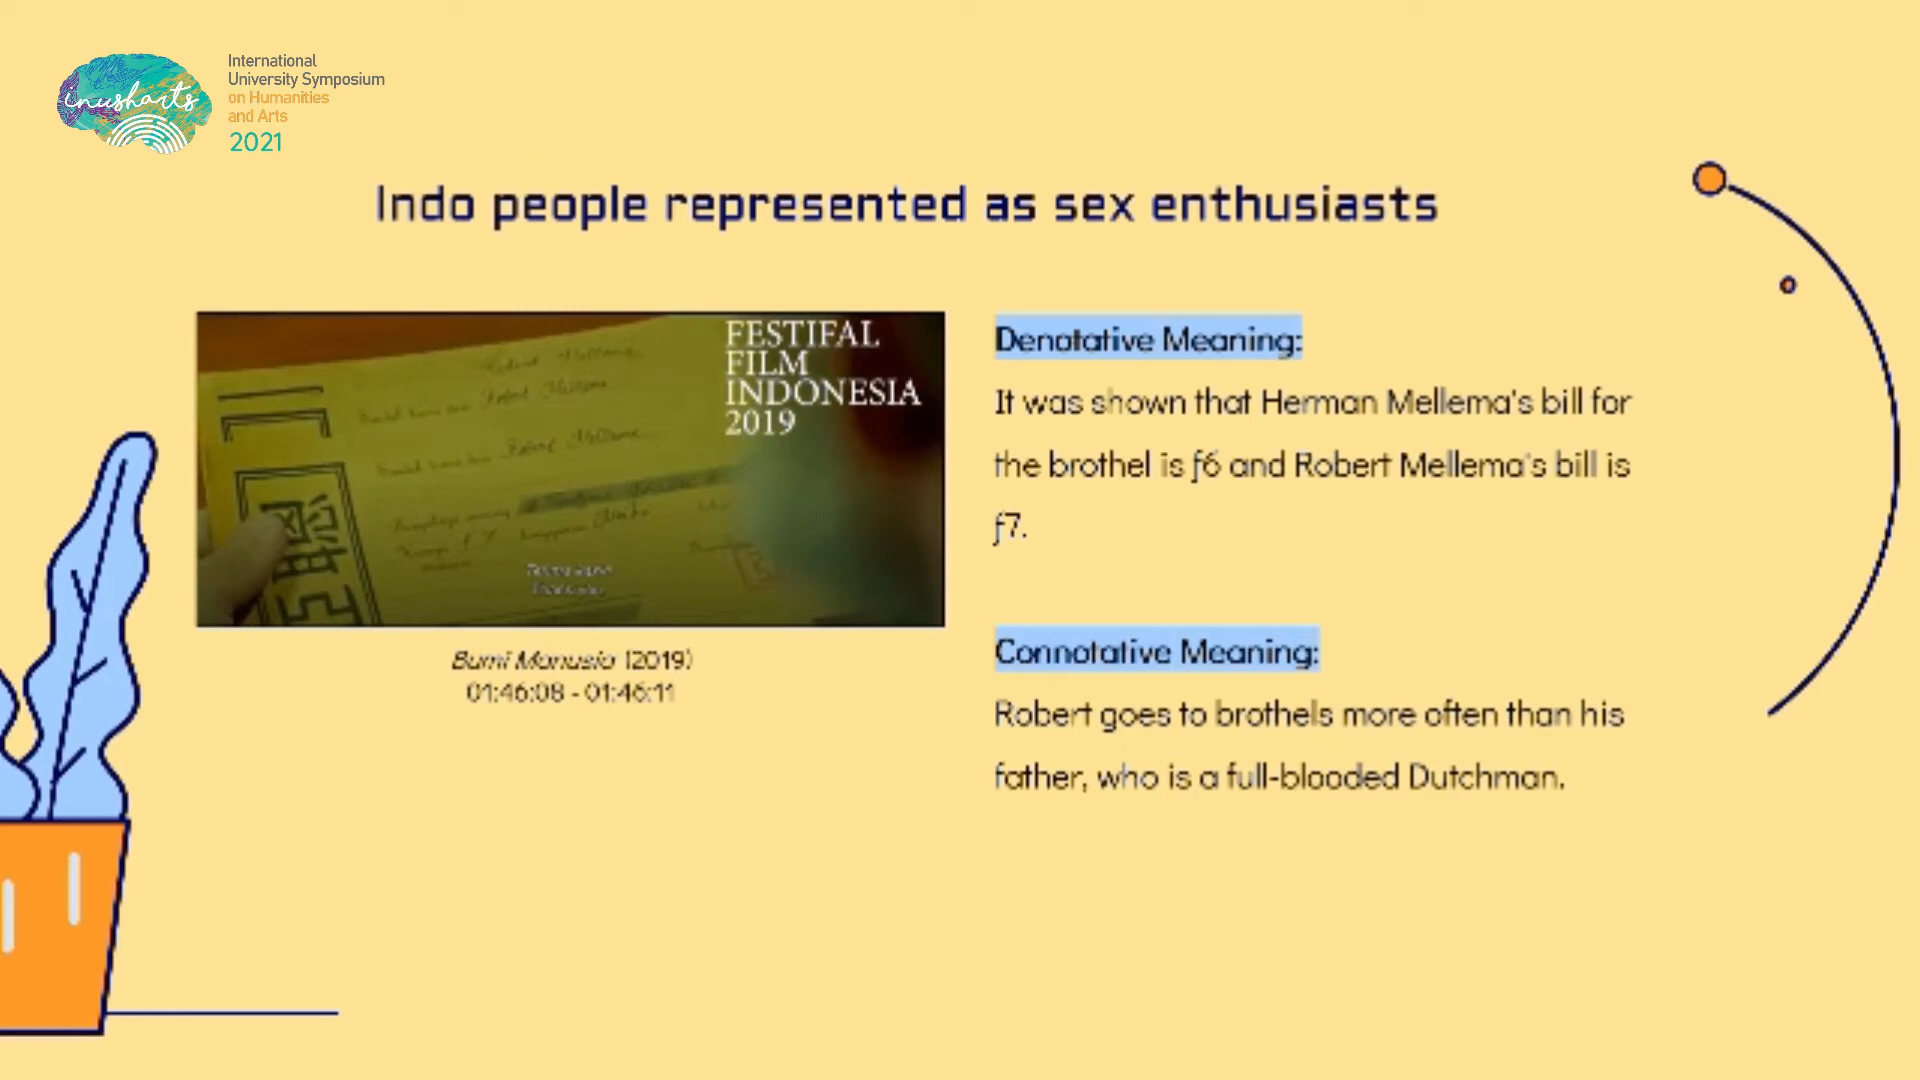 inusharts
International
University Symposium
on Humanities
and Arts
2021
Indo people represented as sex enthusiasts
FESTIFAL
FILM
INDONESIA
2019
Bumi Manusia (2019)
01:46:08 - 01:46:11
Denotative Meaning:
It was shown that Herman Mellema's bill for
the brothel is ƒ6 and Robert Mellema's bill is
ƒ7.
Connotative Meaning:
Robert goes to brothels more often than his
father, who is a full-blooded Dutchman.